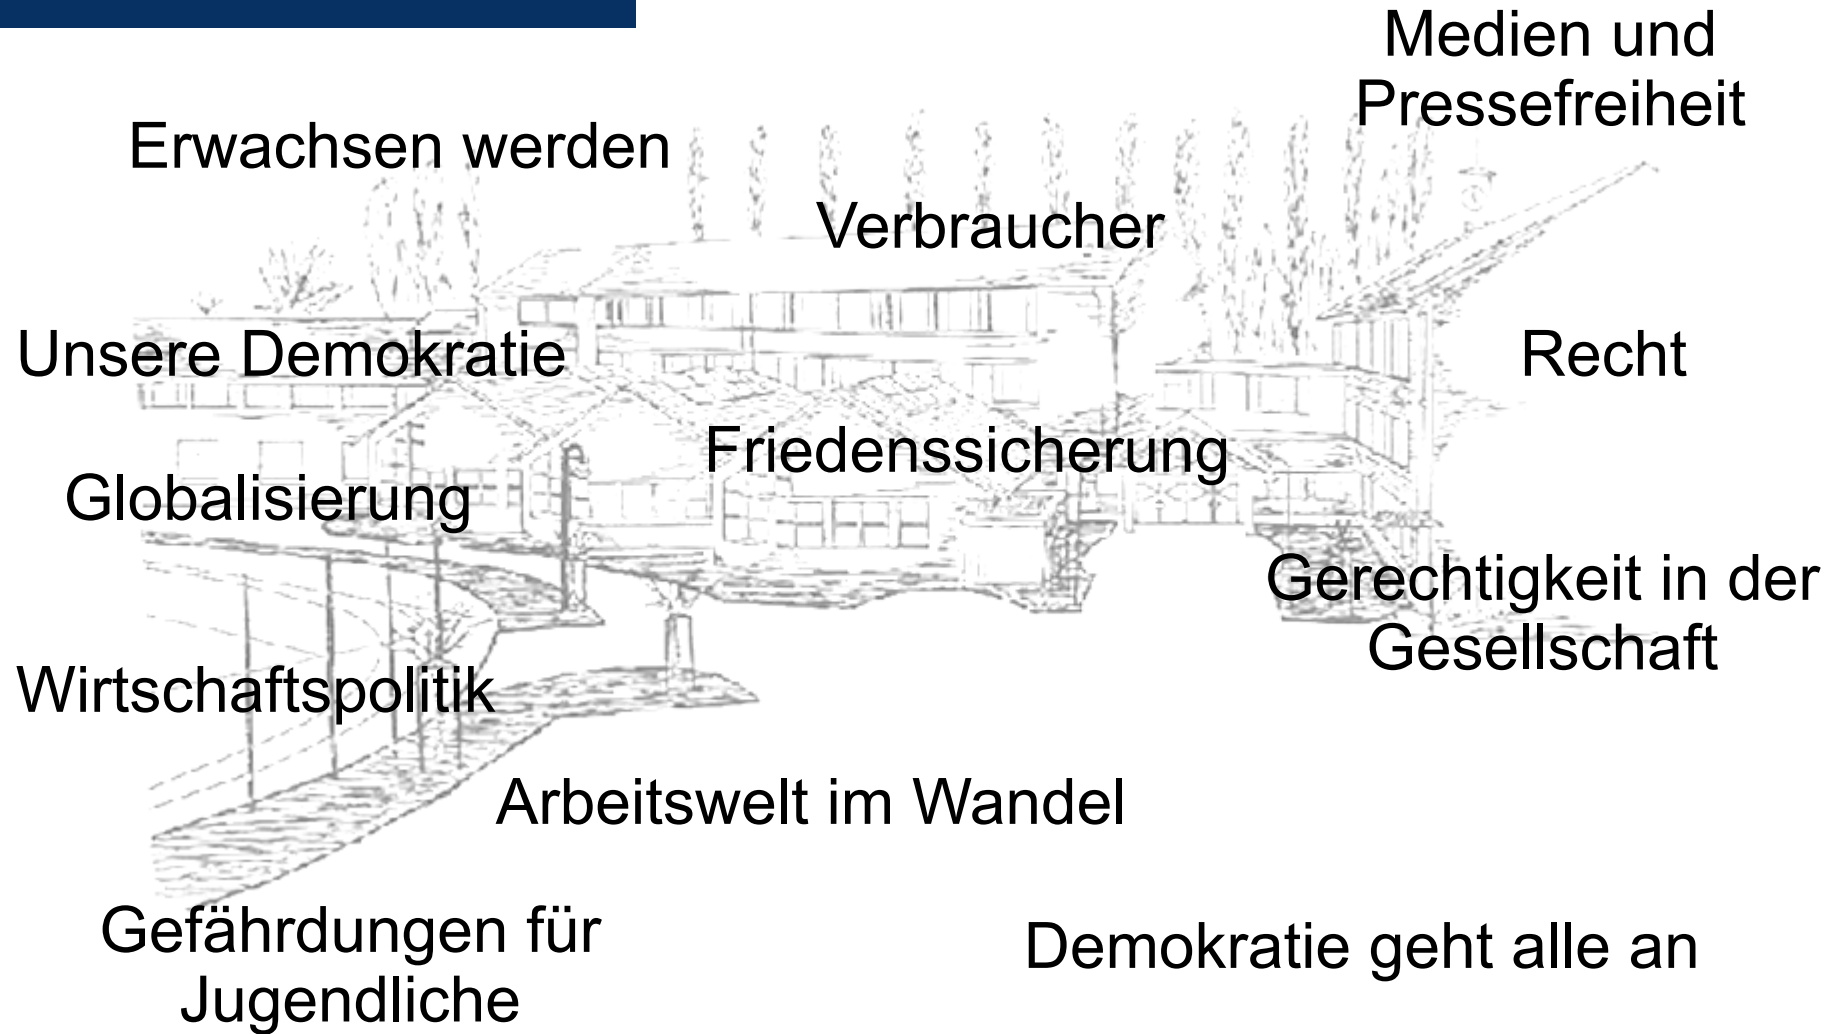 Medien und
Pressefreiheit
Erwachsen werden
Verbraucher
Unsere Demokratie
Recht
Friedenssicherung
Globalisierung
Gerechtigkeit in der
Gesellschaft
Wirtschaftspolitik
Arbeitswelt im Wandel
Gefährdungen für
Jugendliche
Demokratie geht alle an